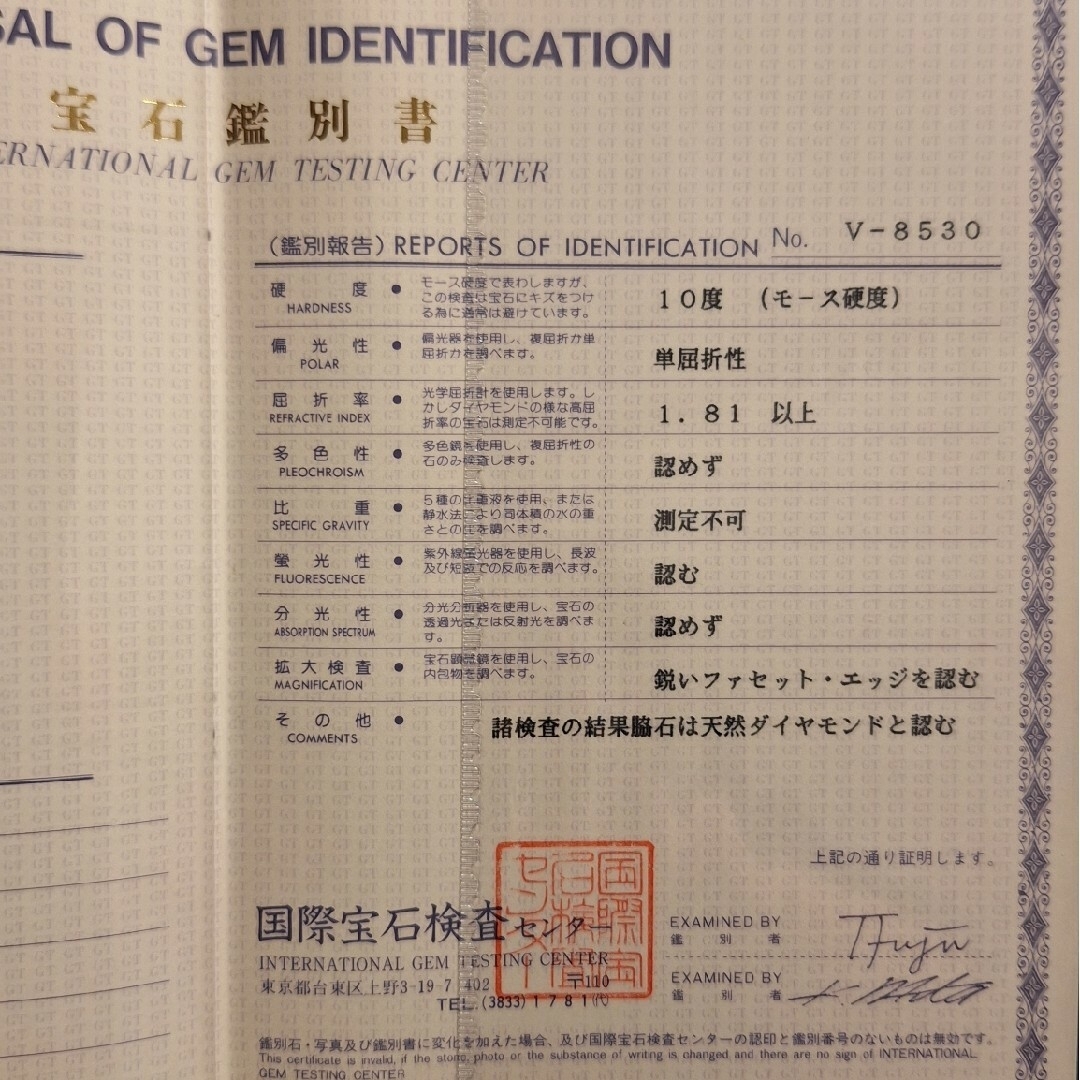 SAL OF GEM IDENTIFICATION
宝石鑑別書
ERNATIONAL GEM TESTING CENTER
(鑑別報告) REPORTS OF IDENTIFICATION No. V-8530
硬度
HARDNESS
モース硬度で表わしますが、
この検査は宝石にキズをつけ
る為に通常は避けています。
10度 (モース硬度)
偏光性
POLAR
偏光器を使用し、複屈折か単
屈折かを調べます。
単屈折性
屈折率
REFRACTIVE INDEX
光学屈折計を使用します。し
かしダイヤモンドの様な高屈
折率の宝石は測定不可能です。
1.81 以上
多色性
PLEOCHROISM
多色鏡を使用し、複屈折性の
石のみ検査します。
認めず
比重
SPECIFIC GRAVITY
5種の比重液を使用、または
静水法により同体積の水の重
さとの比を調べます。
測定不可
螢光性
FLUORESCENCE
紫外線螢光器を使用し、長波
及び短波での反応を調べます。
認む
分光性
ABSORPTION SPECTRUM
分光分析器を使用し、宝石の
透過光または反射光を調べま
す。
認めず
拡大検査
MAGNIFICATION
宝石顕微鏡を使用し、宝石の
内包物を調べます。
鋭いファセット・エッジを認む
その他
COMMENTS
諸検査の結果脇石は天然ダイヤモンドと認む
上記の通り証明します。
国際宝石検査センター
INTERNATIONAL GEM TESTING CENTER
東京都台東区上野3-19-7 402 〒110
TEL.(3833)1781(代)
国際宝石検査センター
EXAMINED BY
鑑別者
EXAMINED BY
鑑別者
鑑別石・写真及び鑑別書に変化を加えた場合、及び国際宝石検査センターの認印と鑑別番号のないものは無効です。
This certificate is invalid, if the stone, photo or the substance of writing is changed and there are no sign of INTERNATIONAL
GEM TESTING CENTER